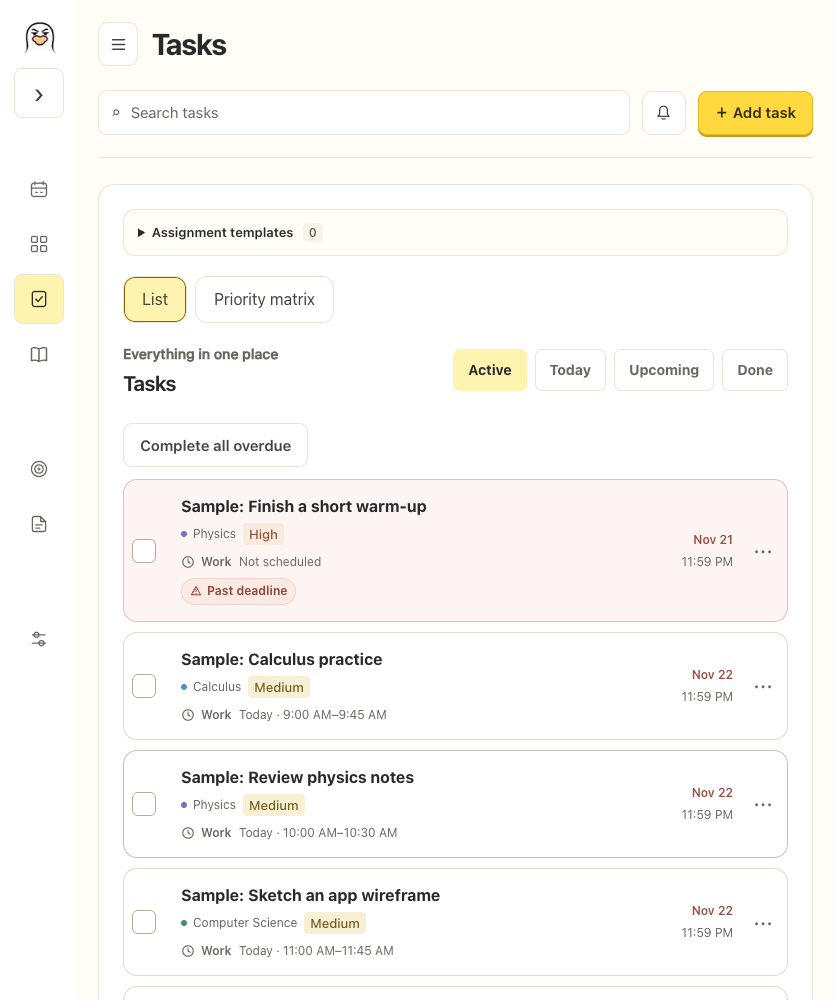 Tasks
Search tasks
+ Add task
Assignment templates 0
List
Priority matrix
Everything in one place
Tasks
Active
Today
Upcoming
Done
Complete all overdue
Sample: Finish a short warm-up
Physics High
Work Not scheduled
Past deadline
Nov 21
11:59 PM
Sample: Calculus practice
Calculus Medium
Work Today · 9:00 AM–9:45 AM
Nov 22
11:59 PM
Sample: Review physics notes
Physics Medium
Work Today · 10:00 AM–10:30 AM
Nov 22
11:59 PM
Sample: Sketch an app wireframe
Computer Science Medium
Work Today · 11:00 AM–11:45 AM
Nov 22
11:59 PM